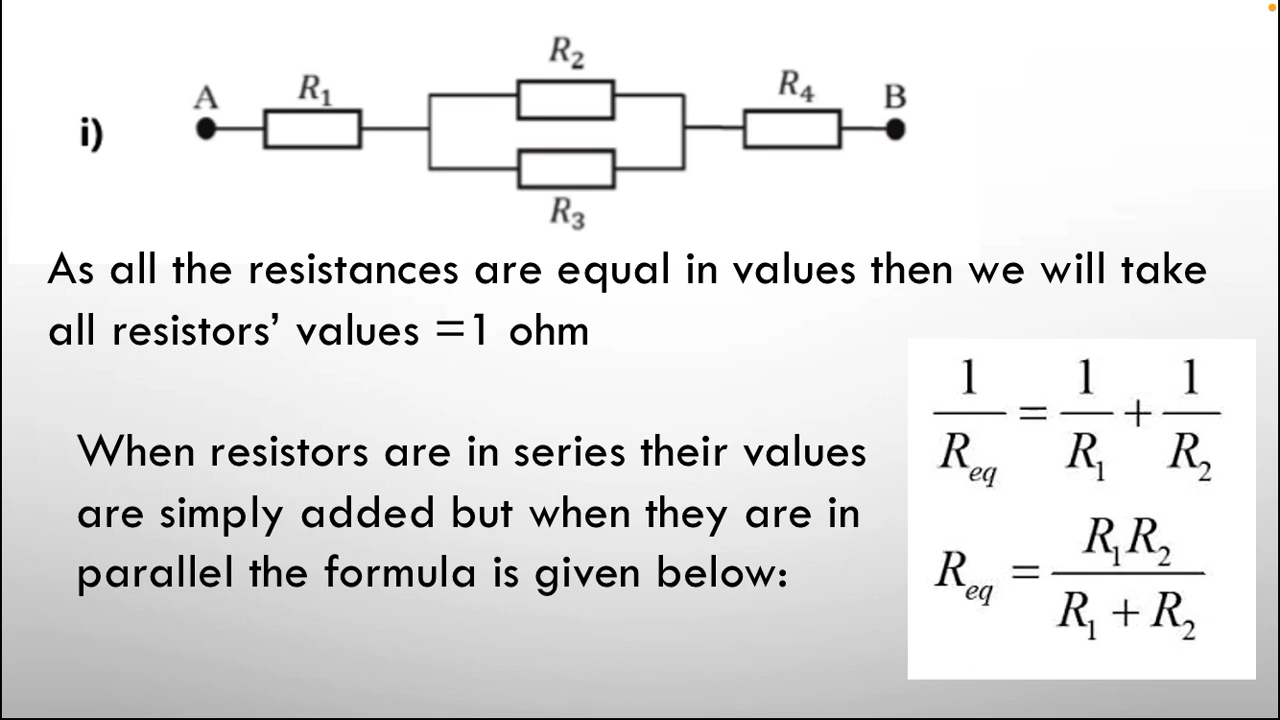 R₂
R₁
R₄
A
B
i)
R₃
As all the resistances are equal in values then we will take
all resistors’ values =1 ohm
When resistors are in series their values
are simply added but when they are in
parallel the formula is given below:
1/R_eq = 1/R₁ + 1/R₂
R_eq = R₁R₂/(R₁ + R₂)